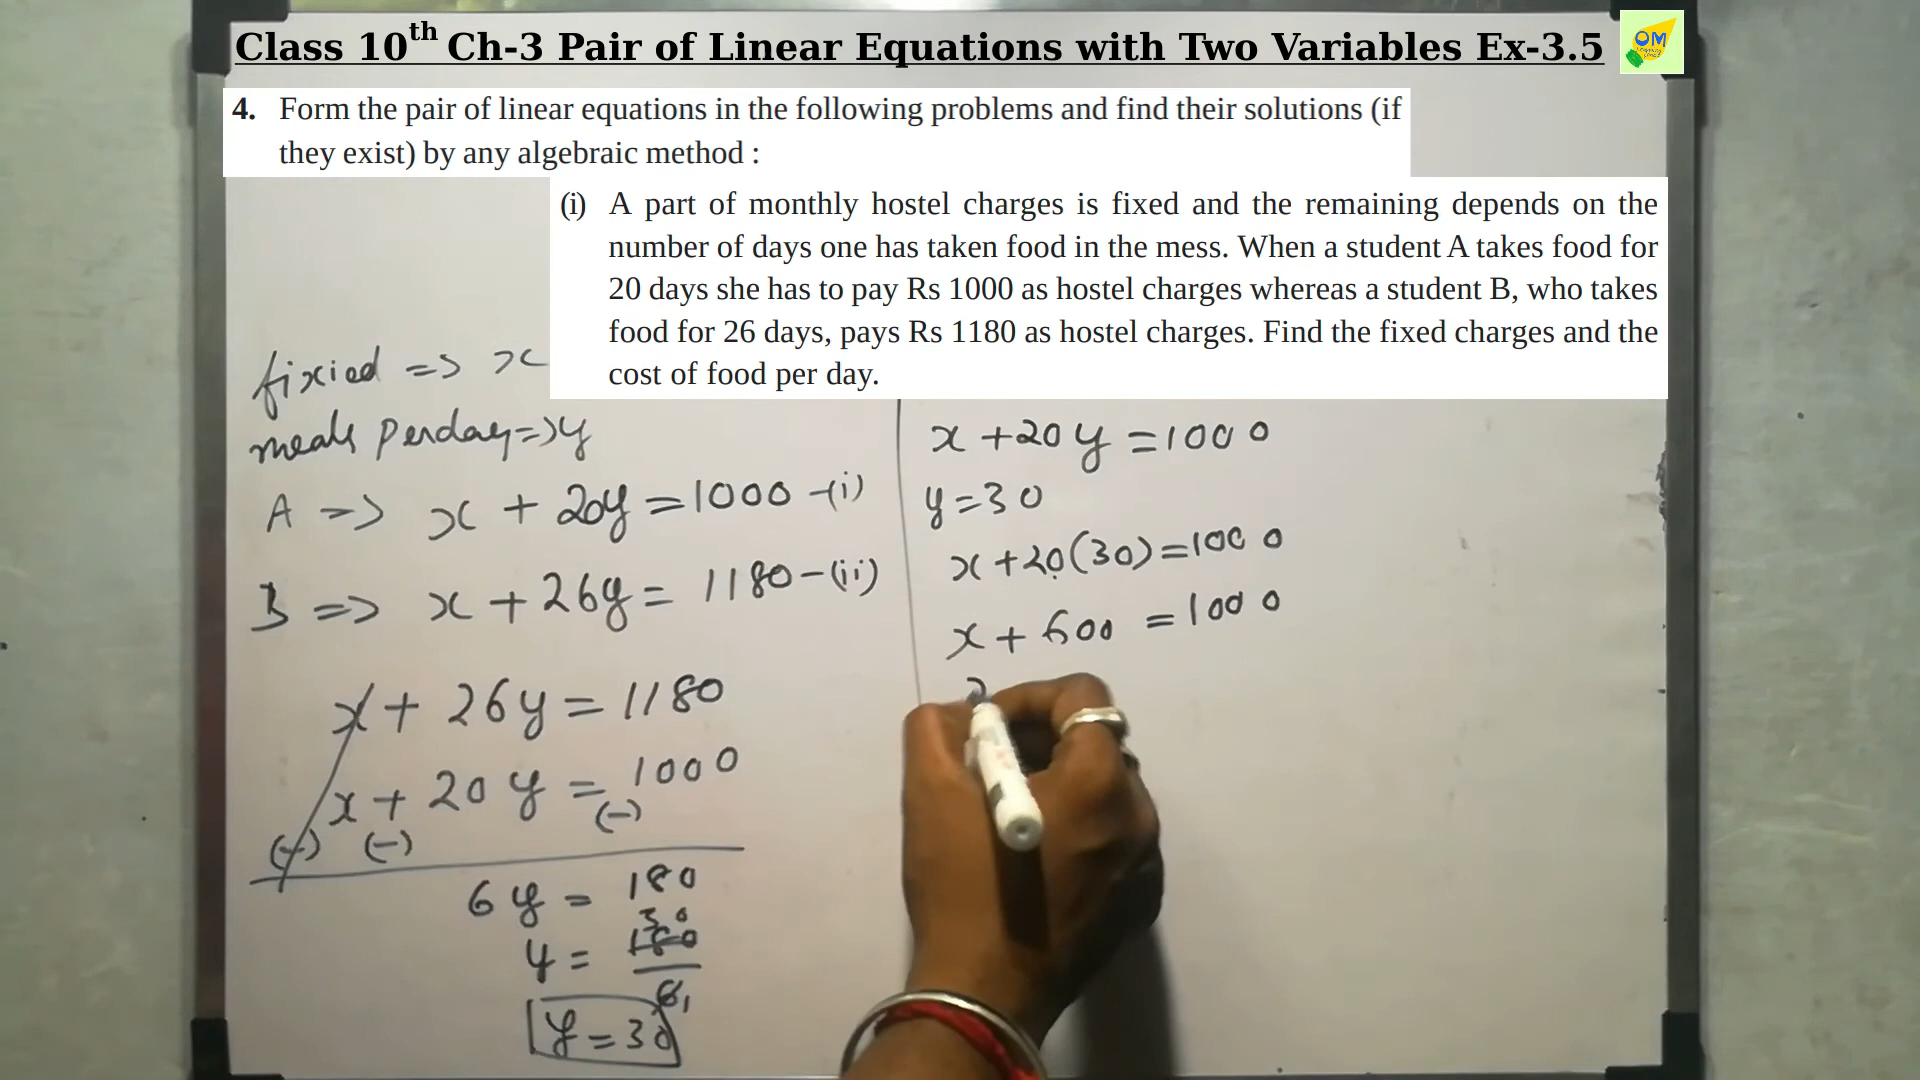 Class 10th Ch-3 Pair of Linear Equations with Two Variables Ex-3.5
OM
4. Form the pair of linear equations in the following problems and find their solutions (if
they exist) by any algebraic method :
(i) A part of monthly hostel charges is fixed and the remaining depends on the
number of days one has taken food in the mess. When a student A takes food for
20 days she has to pay Rs 1000 as hostel charges whereas a student B, who takes
food for 26 days, pays Rs 1180 as hostel charges. Find the fixed charges and the
cost of food per day.
fixied => x
meals perday=>y
A => x + 20y = 1000 -(i)
B => x + 26y = 1180 -(ii)
x + 26y = 1180
x + 20y = 1000
(-) (-) (-)
6y = 180
y = 180/6
30
1
y = 30
x + 20y = 1000
y = 30
x + 20(30) = 1000
x + 600 = 1000